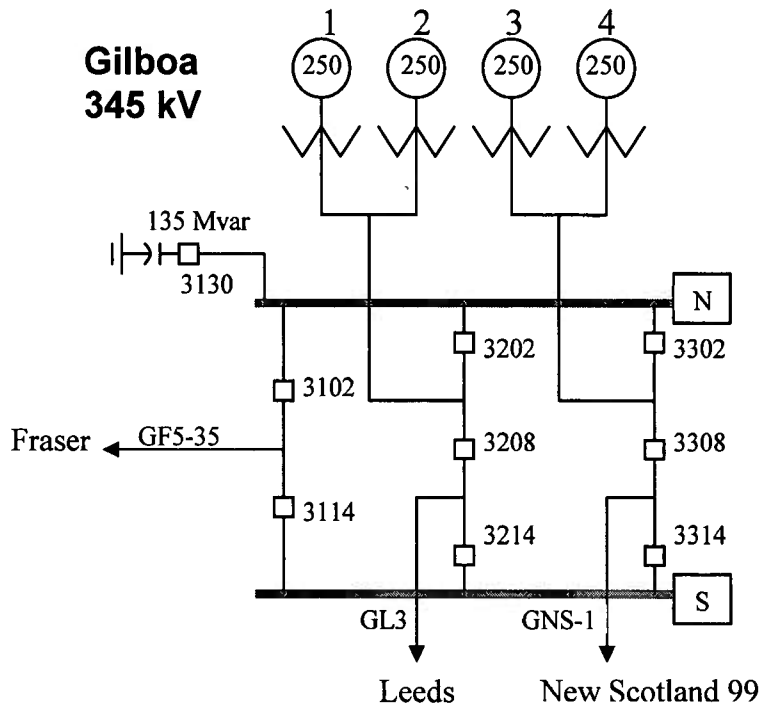 Gilboa
345 kV
1 2 3 4
250 250 250 250
135 Mvar
3130
N
3202 3302
3102
Fraser GF5-35 3208 3308
3114
3214 3314
S
GL3 GNS-1
Leeds New Scotland 99